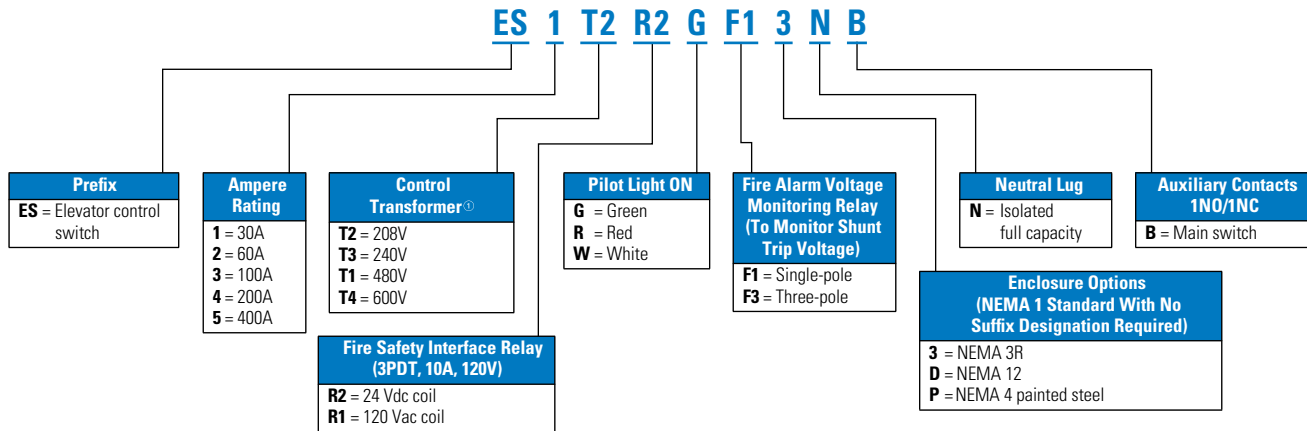 ES 1 T2 R2 G F1 3 N B
Prefix
ES = Elevator control
switch
Ampere
Rating
1 = 30A
2 = 60A
3 = 100A
4 = 200A
5 = 400A
Control
Transformer①
T2 = 208V
T3 = 240V
T1 = 480V
T4 = 600V
Fire Safety Interface Relay
(3PDT, 10A, 120V)
R2 = 24 Vdc coil
R1 = 120 Vac coil
Pilot Light ON
G = Green
R = Red
W = White
Fire Alarm Voltage
Monitoring Relay
(To Monitor Shunt
Trip Voltage)
F1 = Single-pole
F3 = Three-pole
Enclosure Options
(NEMA 1 Standard With No
Suffix Designation Required)
3 = NEMA 3R
D = NEMA 12
P = NEMA 4 painted steel
Neutral Lug
N = Isolated
full capacity
Auxiliary Contacts
1NO/1NC
B = Main switch